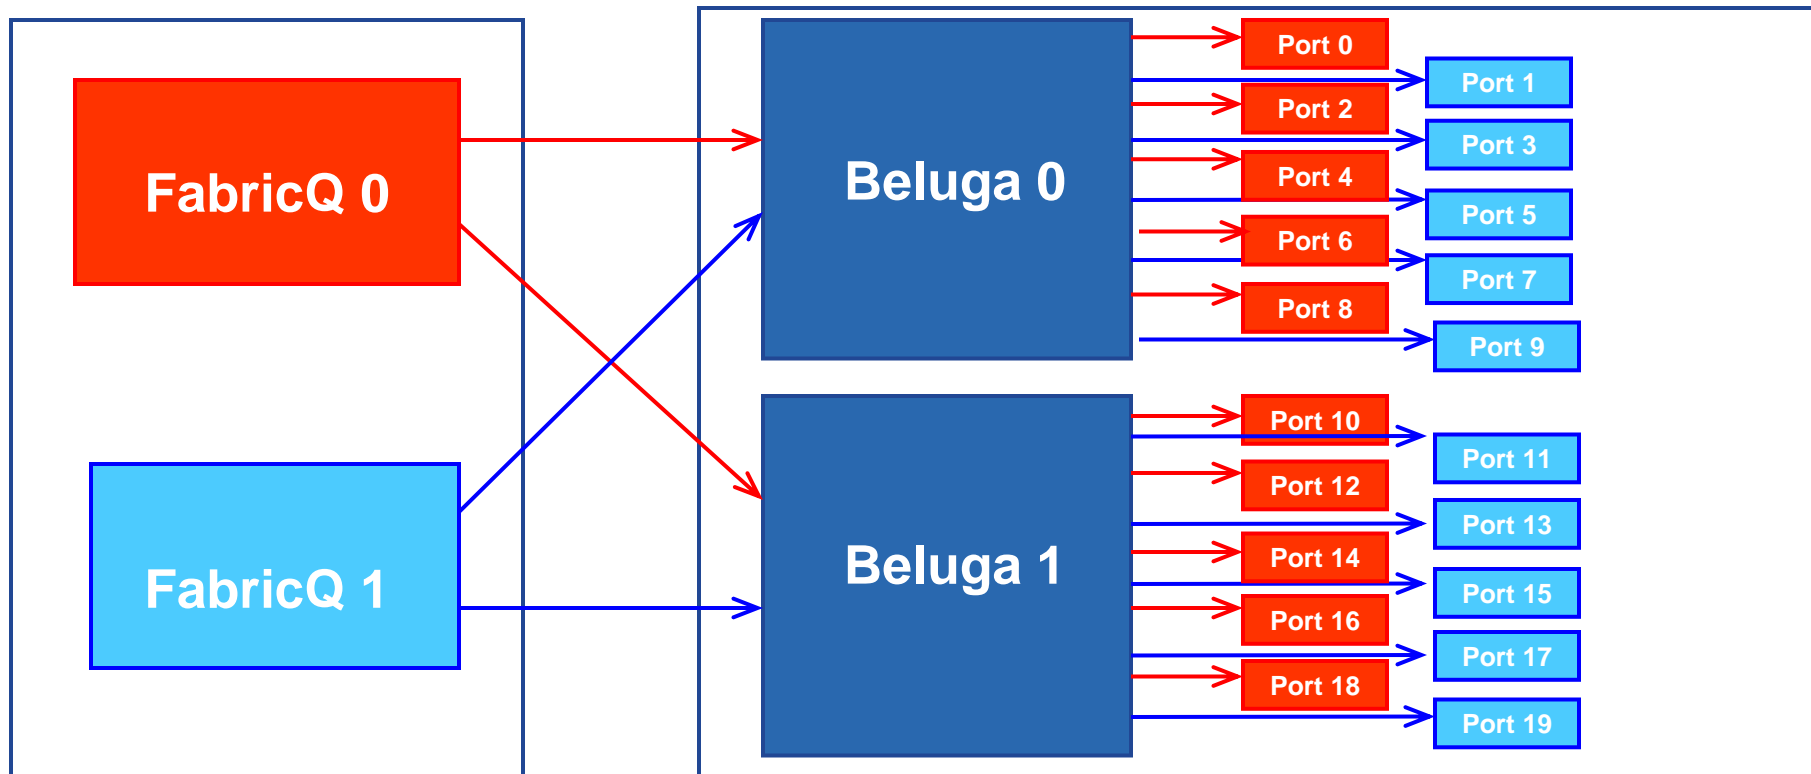 FabricQ 0
FabricQ 1
Beluga 0
Port 0
Port 1
Port 2
Port 3
Port 4
Port 5
Port 6
Port 7
Port 8
Port 9
Beluga 1
Port 10
Port 11
Port 12
Port 13
Port 14
Port 15
Port 16
Port 17
Port 18
Port 19